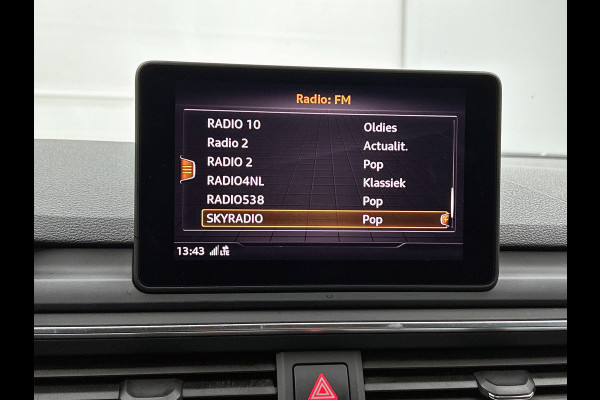 Radio: FM
RADIO 10 Oldies
Radio 2 Actualit.
RADIO 2 Pop
RADIO4NL Klassiek
RADIO538 Pop
SKYRADIO Pop
13:43 LTE